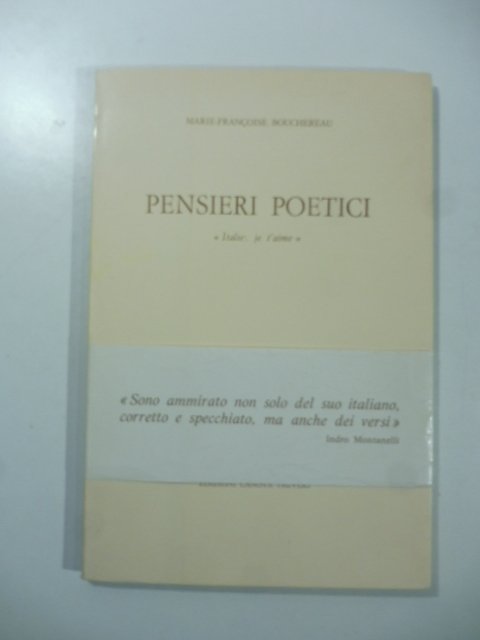 MARIE-FRANÇOISE BOUCHEREAU
PENSIERI POETICI
« Italie: je t'aime »
« Sono ammirato non solo del suo italiano,
corretto e specchiato, ma anche dei versi »
Indro Montanelli
EDIZIONI